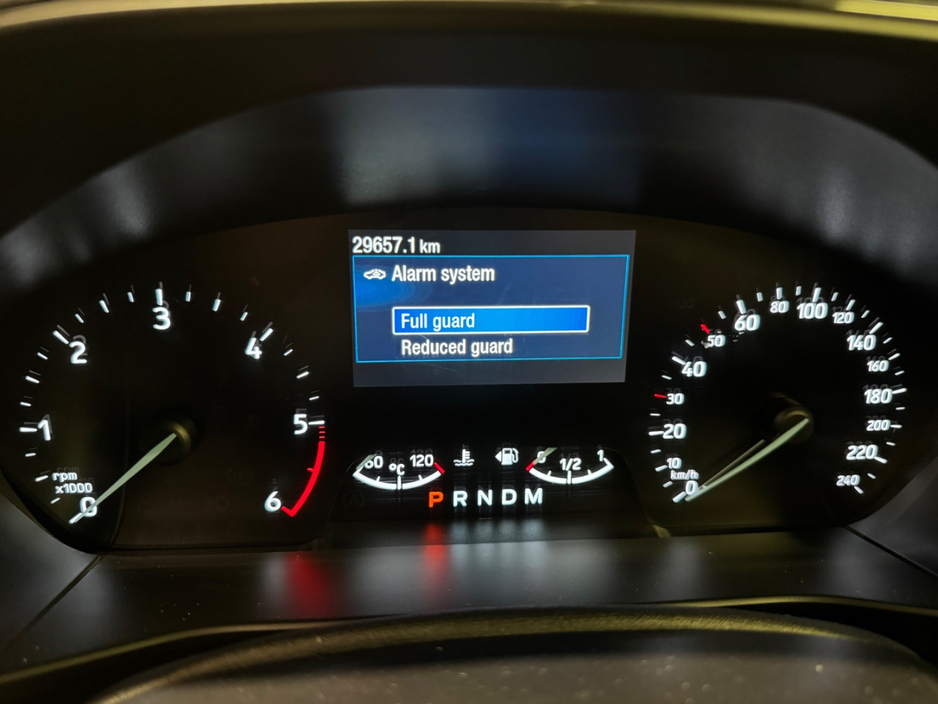 29657.1 km
Alarm system
Full guard
Reduced guard
0
1
2
3
4
5
6
rpm
x1000
60 °C 120
0 1/2 1
P R N D M
0
10
20
30
40
50
60
80
100
120
140
160
180
200
220
240
km/h